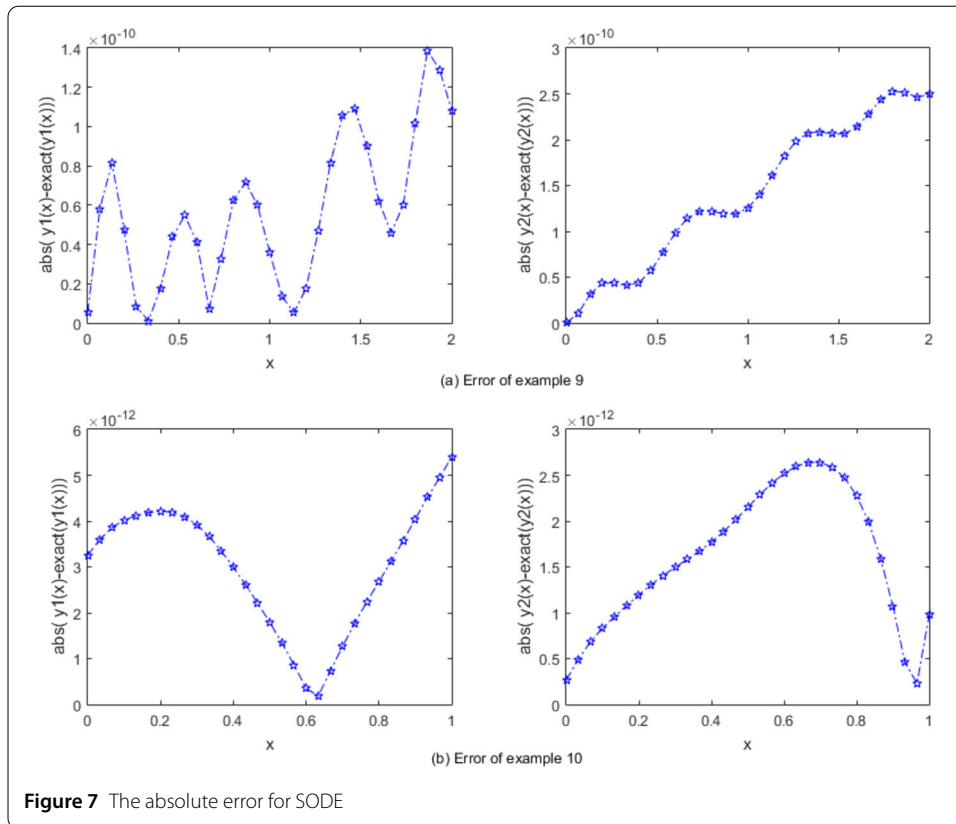 ×10-10
1.4
1.2
1
0.8
0.6
0.4
0.2
0
abs( y1(x)-exact(y1(x)))
0 0.5 1 1.5 2
x
×10-10
3
2.5
2
1.5
1
0.5
0
abs( y2(x)-exact(y2(x)))
0 0.5 1 1.5 2
x
(a) Error of example 9
×10-12
6
5
4
3
2
1
0
abs( y1(x)-exact(y1(x)))
0 0.2 0.4 0.6 0.8 1
x
×10-12
3
2.5
2
1.5
1
0.5
0
abs( y2(x)-exact(y2(x)))
0 0.2 0.4 0.6 0.8 1
x
(b) Error of example 10
Figure 7 The absolute error for SODE